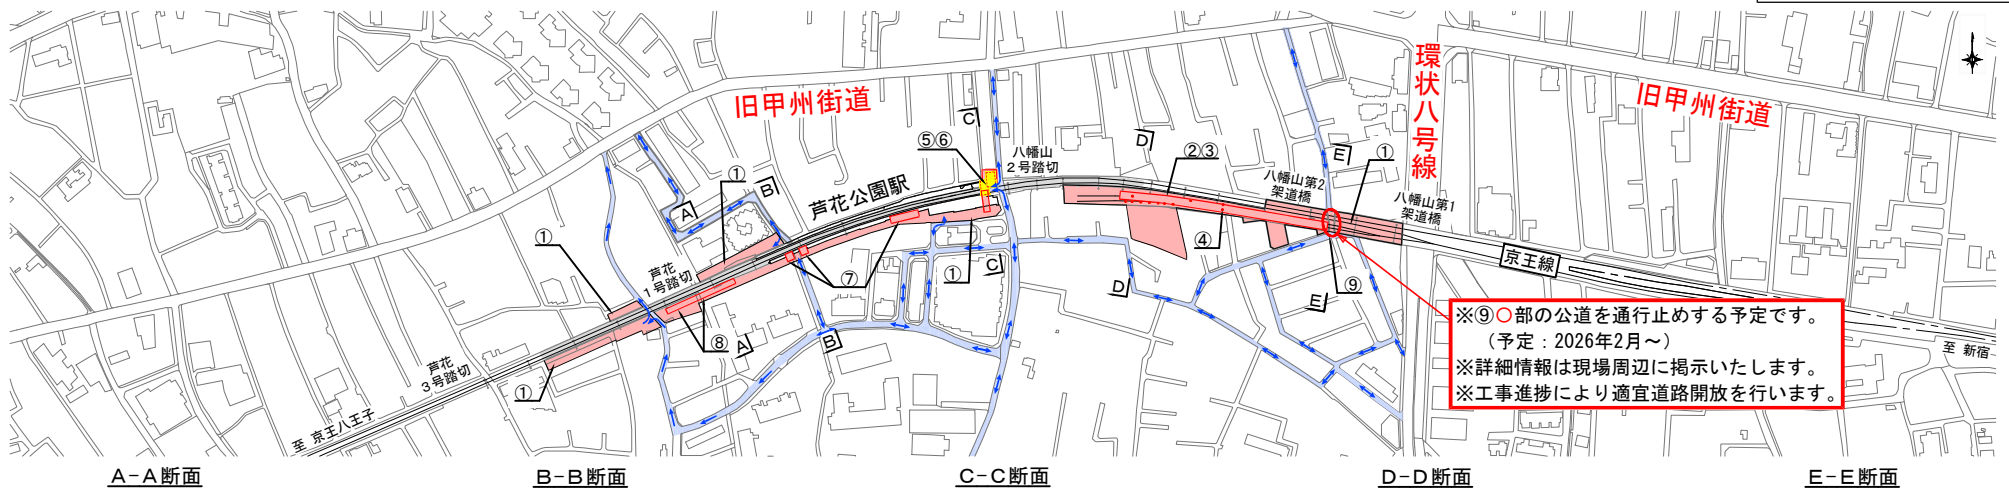 旧甲州街道
環状八号線
旧甲州街道
C
D
E
①
②③
⑤⑥
八幡山
2号踏切
八幡山第2
架道橋
八幡山第1
架道橋
①
B
A
芦花公園駅
①
芦花
1号踏切
⑦
①
C
④
D
E
⑨
京王線
⑧
A
B
芦花
3号踏切
①
至 京王八王子
至 新宿
※⑨○部の公道を通行止めする予定です。
(予定:2026年2月~)
※詳細情報は現場周辺に掲示いたします。
※工事進捗により適宜道路開放を行います。
A-A断面
B-B断面
C-C断面
D-D断面
E-E断面